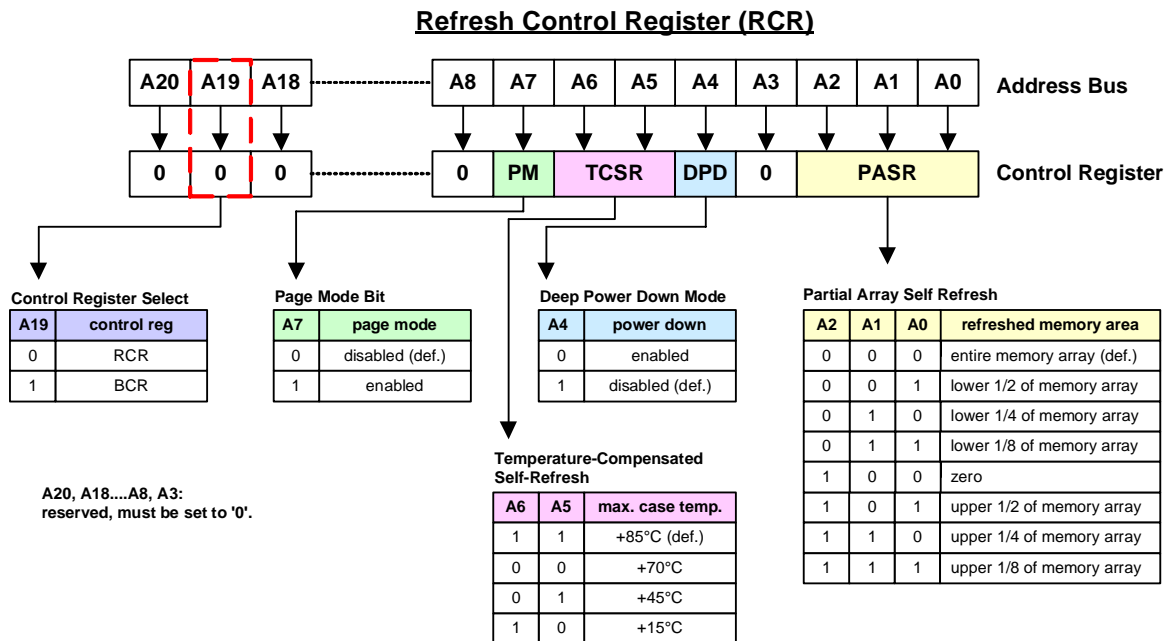 Refresh Control Register (RCR)
A20 A19 A18 A8 A7 A6 A5 A4 A3 A2 A1 A0 Address Bus
0 0 0 0 PM TCSR DPD 0 PASR Control Register
Control Register Select
A19 control reg
0 RCR
1 BCR
Page Mode Bit
A7 page mode
0 disabled (def.)
1 enabled
Deep Power Down Mode
A4 power down
0 enabled
1 disabled (def.)
Partial Array Self Refresh
A2 A1 A0 refreshed memory area
0 0 0 entire memory array (def.)
0 0 1 lower 1/2 of memory array
0 1 0 lower 1/4 of memory array
0 1 1 lower 1/8 of memory array
1 0 0 zero
1 0 1 upper 1/2 of memory array
1 1 0 upper 1/4 of memory array
1 1 1 upper 1/8 of memory array
Temperature-Compensated
Self-Refresh
A6 A5 max. case temp.
1 1 +85°C (def.)
0 0 +70°C
0 1 +45°C
1 0 +15°C
A20, A18....A8, A3:
reserved, must be set to '0'.